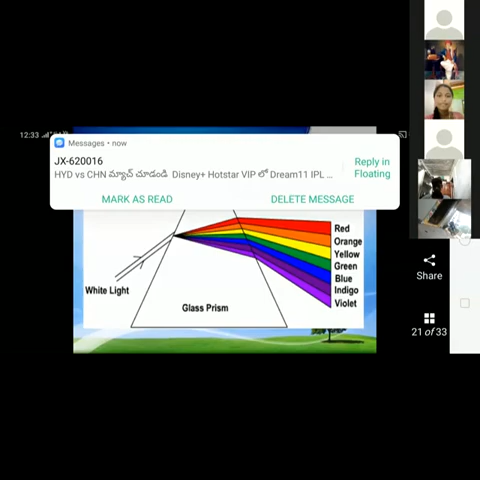 12:33
Messages • now
JX-620016
HYD vs CHN మ్యాచ్ చూడండి Disney+ Hotstar VIP లో Dream11 IPL ...
Reply in
Floating
MARK AS READ
DELETE MESSAGE
Red
Orange
Yellow
Green
Blue
Indigo
Violet
White Light
Glass Prism
Share
21 of 33